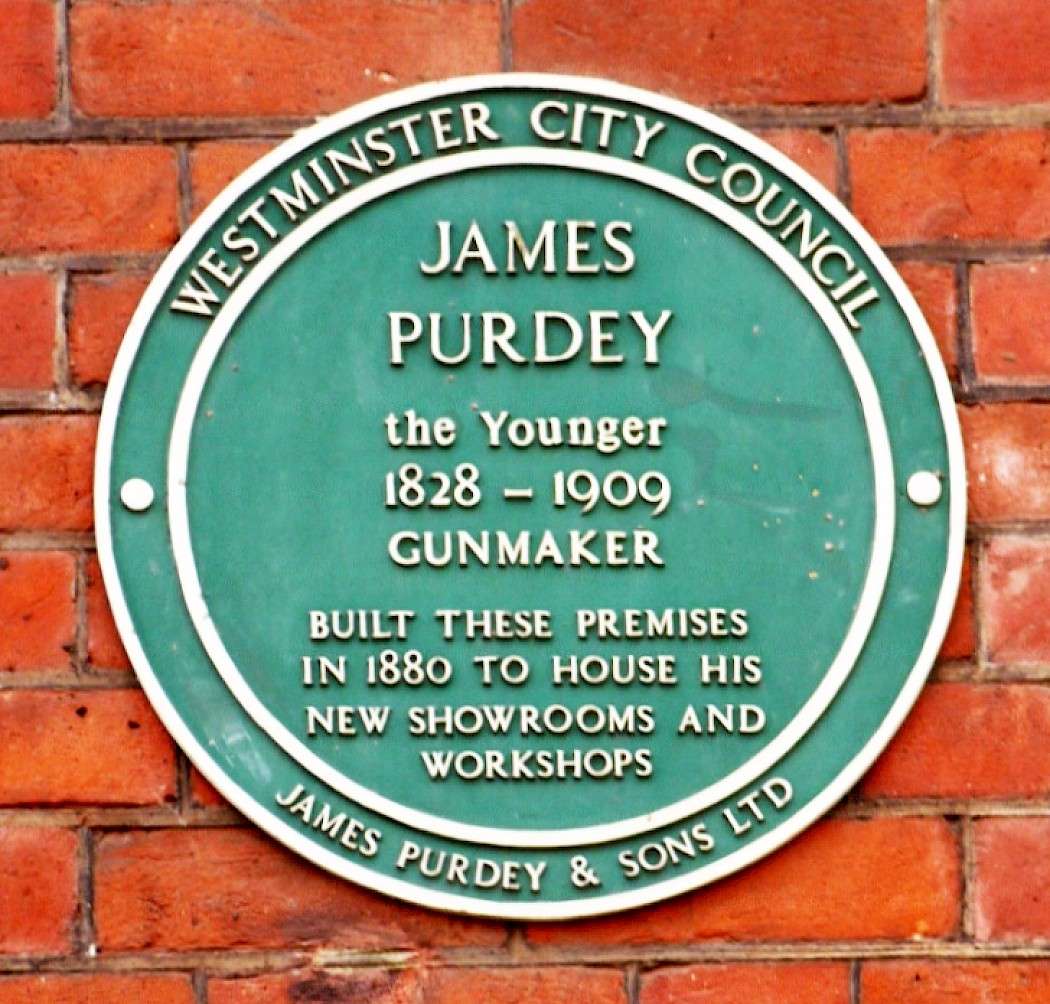 WESTMINSTER CITY COUNCIL
JAMES
PURDEY
the Younger
1828 – 1909
GUNMAKER
BUILT THESE PREMISES
IN 1880 TO HOUSE HIS
NEW SHOWROOMS AND
WORKSHOPS
JAMES PURDEY & SONS LTD